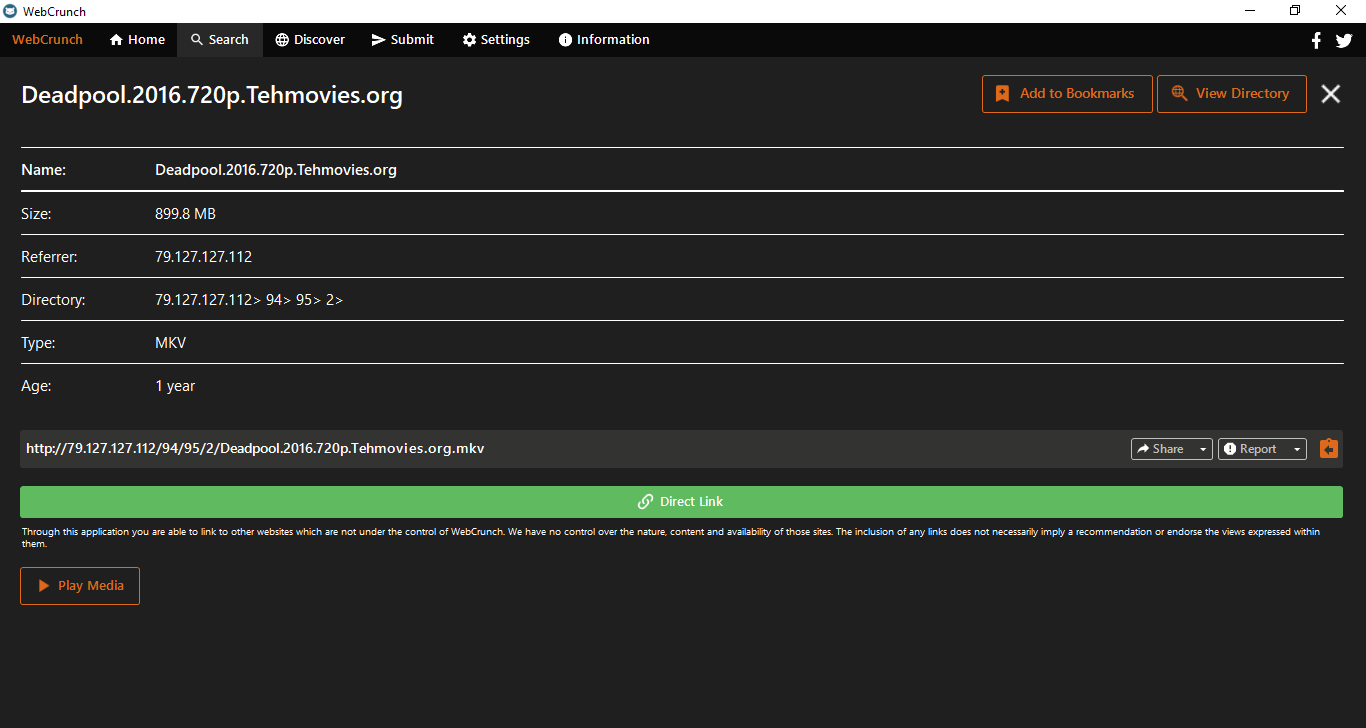 WebCrunch
WebCrunch Home Search Discover Submit Settings Information
Deadpool.2016.720p.Tehmovies.org
Add to Bookmarks View Directory
Name: Deadpool.2016.720p.Tehmovies.org
Size: 899.8 MB
Referrer: 79.127.127.112
Directory: 79.127.127.112> 94> 95> 2>
Type: MKV
Age: 1 year
http://79.127.127.112/94/95/2/Deadpool.2016.720p.Tehmovies.org.mkv Share Report
Direct Link
Through this application you are able to link to other websites which are not under the control of WebCrunch. We have no control over the nature, content and availability of those sites. The inclusion of any links does not necessarily imply a recommendation or endorse the views expressed within
them.
Play Media